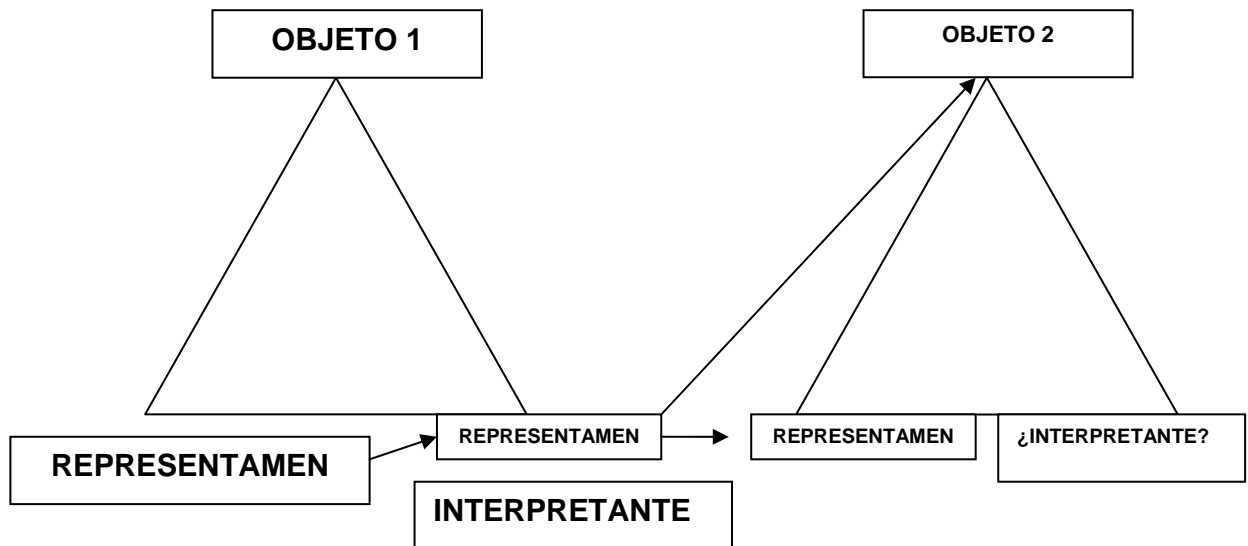 OBJETO 1
OBJETO 2
REPRESENTAMEN
REPRESENTAMEN
REPRESENTAMEN
¿INTERPRETANTE?
INTERPRETANTE